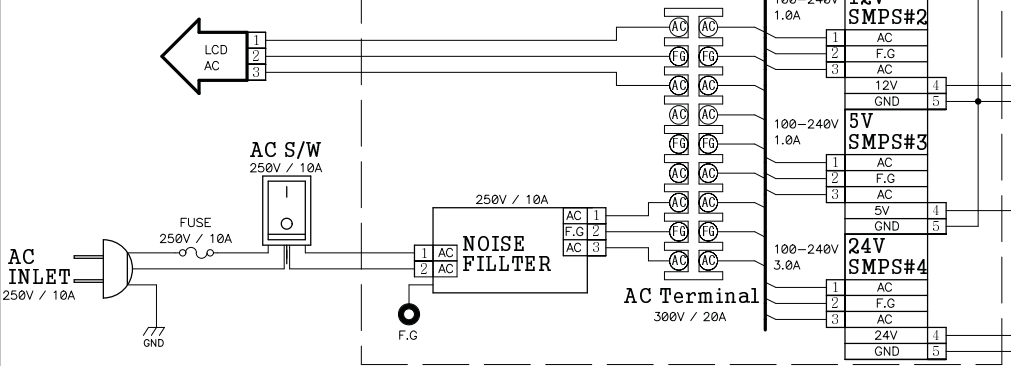 100-240V
1.0A
12V
SMPS#2
1 AC
2 F.G
3 AC
12V 4
GND 5
LCD
AC
1
2
3
AC AC
FG FG
AC AC
AC AC
FG FG
AC AC
AC AC
FG FG
AC AC
AC Terminal
300V / 20A
100-240V
1.0A
5V
SMPS#3
1 AC
2 F.G
3 AC
5V 4
GND 5
100-240V
3.0A
24V
SMPS#4
1 AC
2 F.G
3 AC
24V 4
GND 5
AC S/W
250V / 10A
FUSE
250V / 10A
AC
INLET
250V / 10A
GND
250V / 10A
1 AC
2 AC
NOISE
FILLTER
AC 1
F.G 2
AC 3
F.G